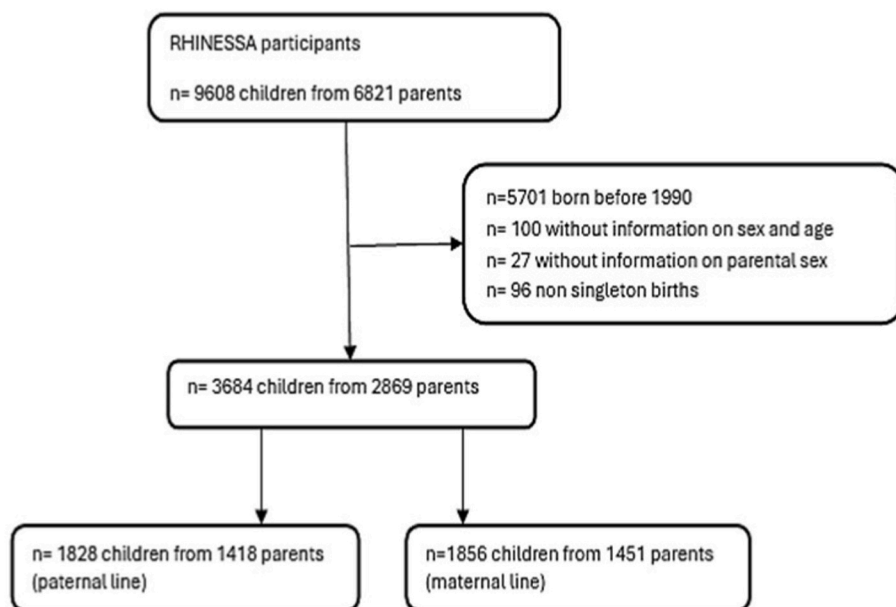 RHINESSA participants
n= 9608 children from 6821 parents
n=5701 born before 1990
n= 100 without information on sex and age
n= 27 without information on parental sex
n= 96 non singleton births
n= 3684 children from 2869 parents
n= 1828 children from 1418 parents
(paternal line)
n=1856 children from 1451 parents
(maternal line)